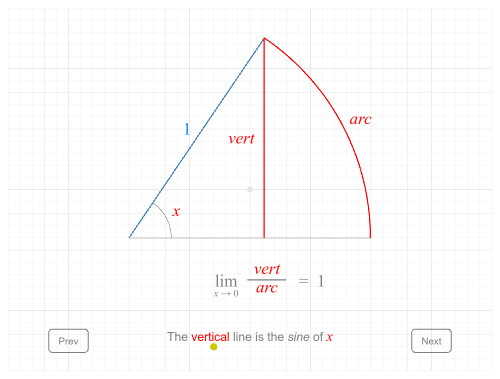 1
vert
arc
x
lim x → 0 vert / arc = 1
Prev
The vertical line is the sine of x
Next